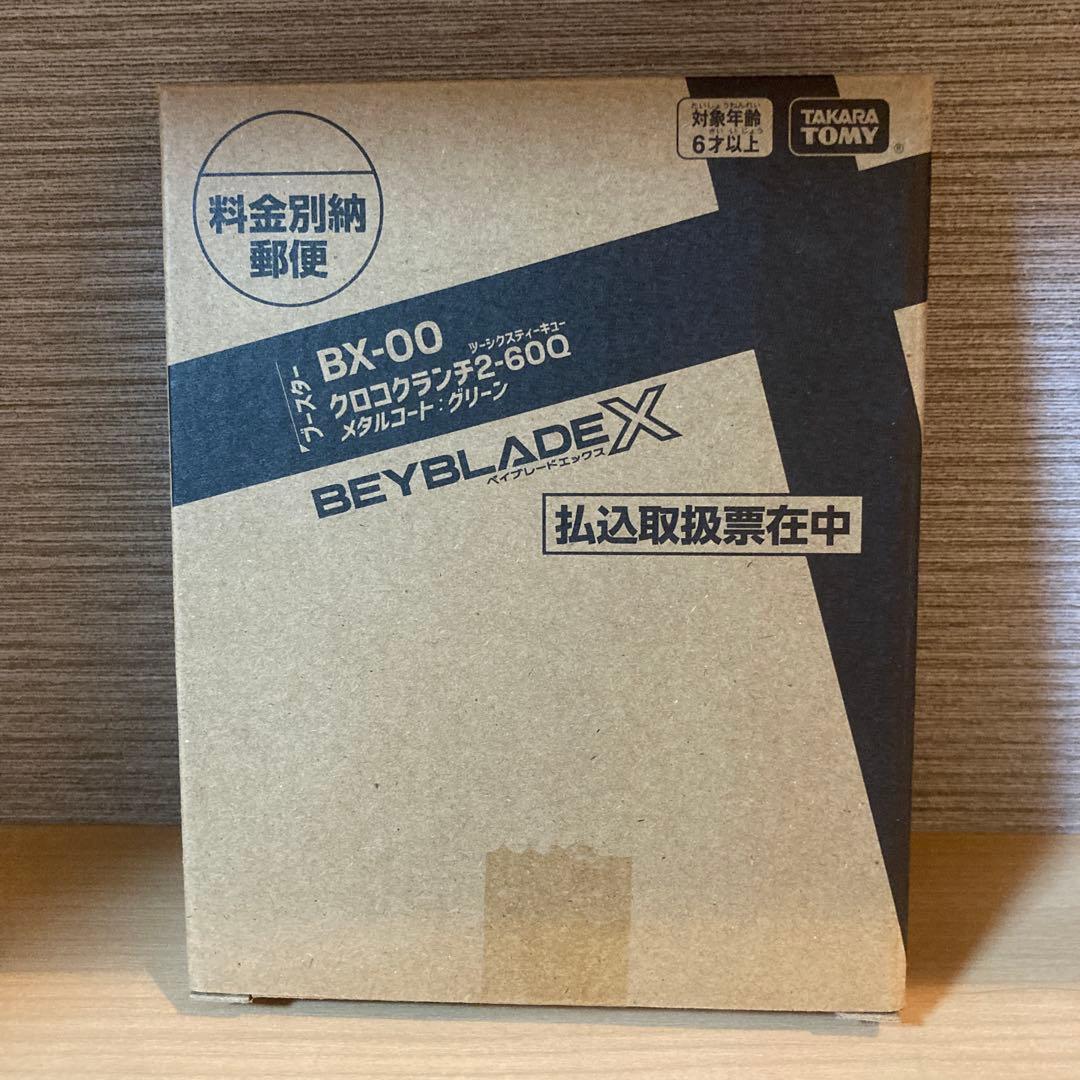 料金別納
郵便
たいしょうねんれい
対象年齢
さい いじょう
6才以上
TAKARA
TOMY
®
ブースター
BX-00
ツーシクスティーキュー
クロコクランチ2-60Q
メタルコート:グリーン
BEYBLADE X
ベイブレードエックス
払込取扱票在中